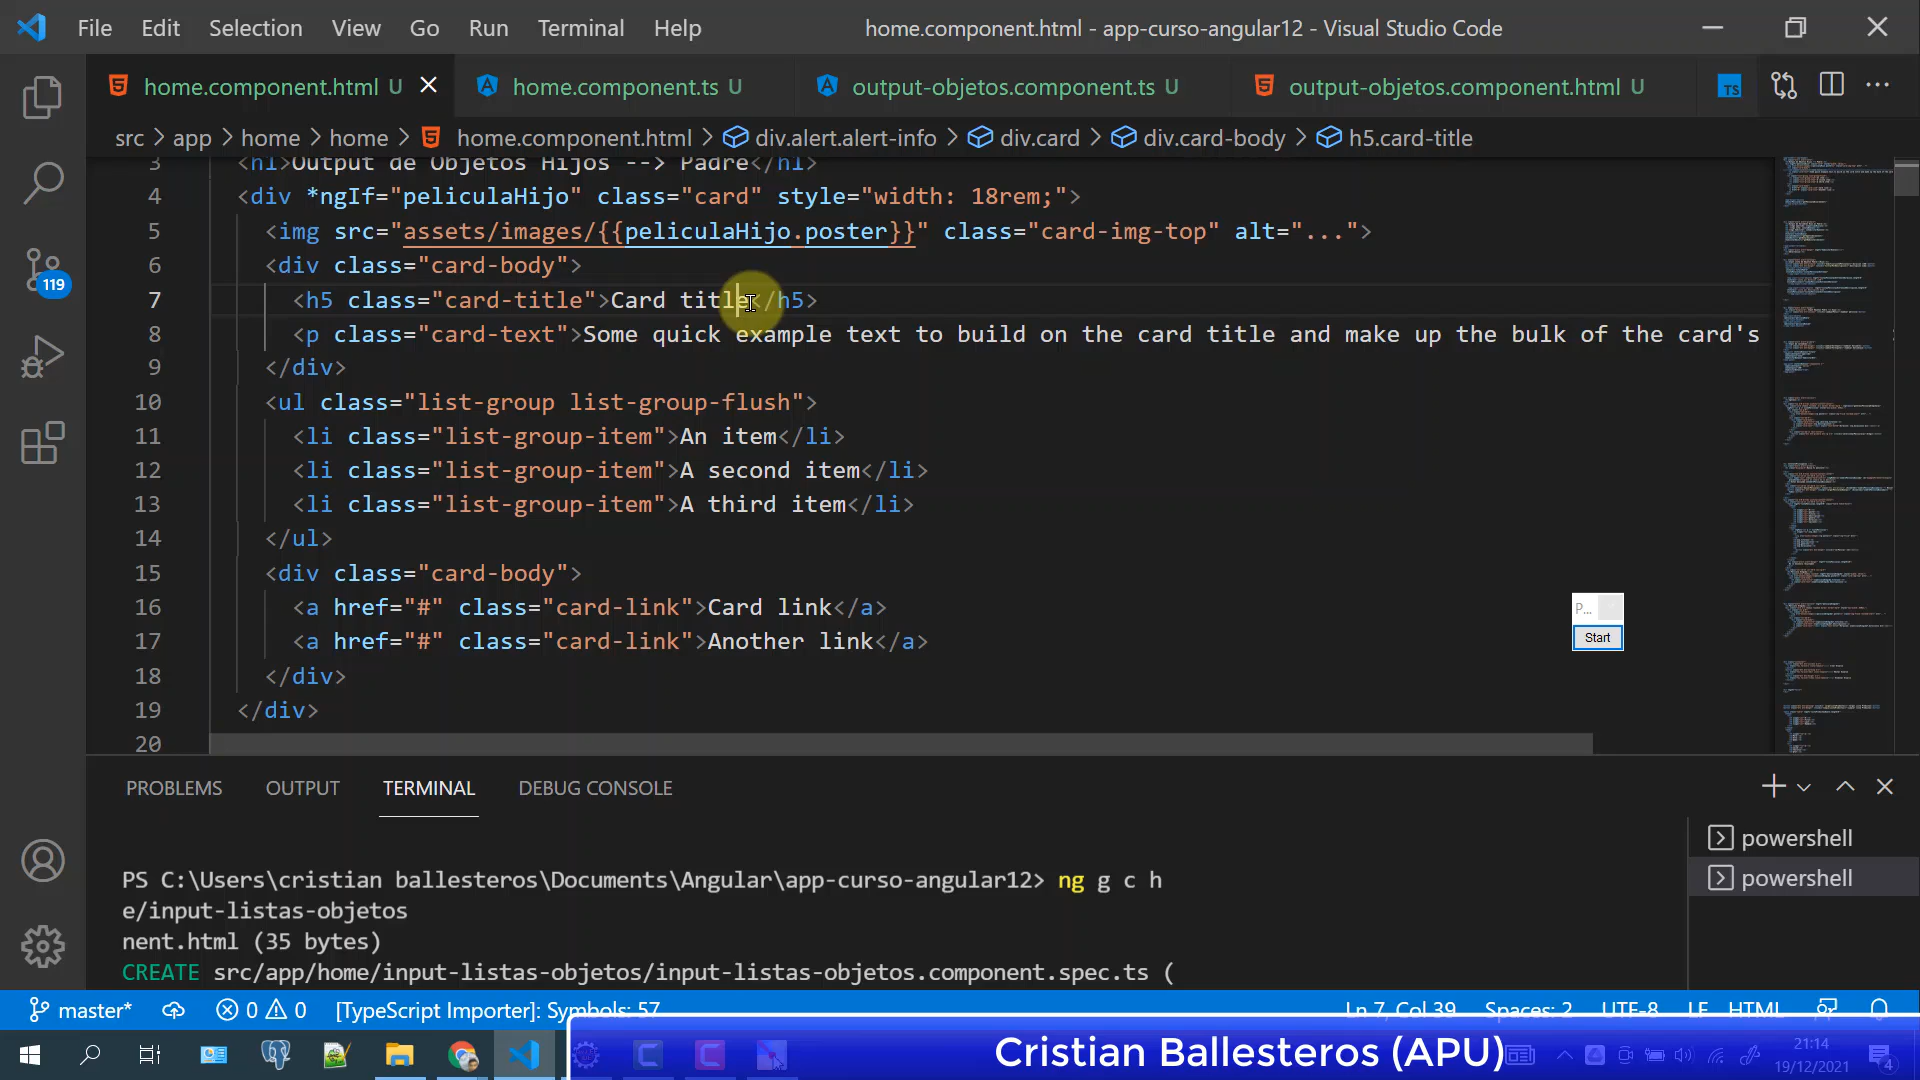 File Edit Selection View Go Run Terminal Help home.component.html - app-curso-angular12 - Visual Studio Code
home.component.html U home.component.ts U output-objetos.component.ts U output-objetos.component.html U TS
src > app > home > home > home.component.html > div.alert.alert-info > div.card > div.card-body > h5.card-title
3 <h1>Output de Objetos Hijos --> Padre</h1>
4 <div *ngIf="peliculaHijo" class="card" style="width: 18rem;">
5 <img src="assets/images/{{peliculaHijo.poster}}" class="card-img-top" alt="...">
6 <div class="card-body">
7 <h5 class="card-title">Card title</h5>
8 <p class="card-text">Some quick example text to build on the card title and make up the bulk of the card's
9 </div>
10 <ul class="list-group list-group-flush">
11 <li class="list-group-item">An item</li>
12 <li class="list-group-item">A second item</li>
13 <li class="list-group-item">A third item</li>
14 </ul>
15 <div class="card-body">
16 <a href="#" class="card-link">Card link</a>
17 <a href="#" class="card-link">Another link</a>
18 </div>
19 </div>
20
119
P...
Start
PROBLEMS OUTPUT TERMINAL DEBUG CONSOLE
powershell
powershell
PS C:\Users\cristian ballesteros\Documents\Angular\app-curso-angular12> ng g c h
e/input-listas-objetos
nent.html (35 bytes)
CREATE src/app/home/input-listas-objetos/input-listas-objetos.component.spec.ts (
master* 0 0 [TypeScript Importer]: Symbols: 57 Ln 7, Col 39 Spaces: 2 UTF-8 LF HTML
Cristian Ballesteros (APU)
21:14
19/12/2021
4